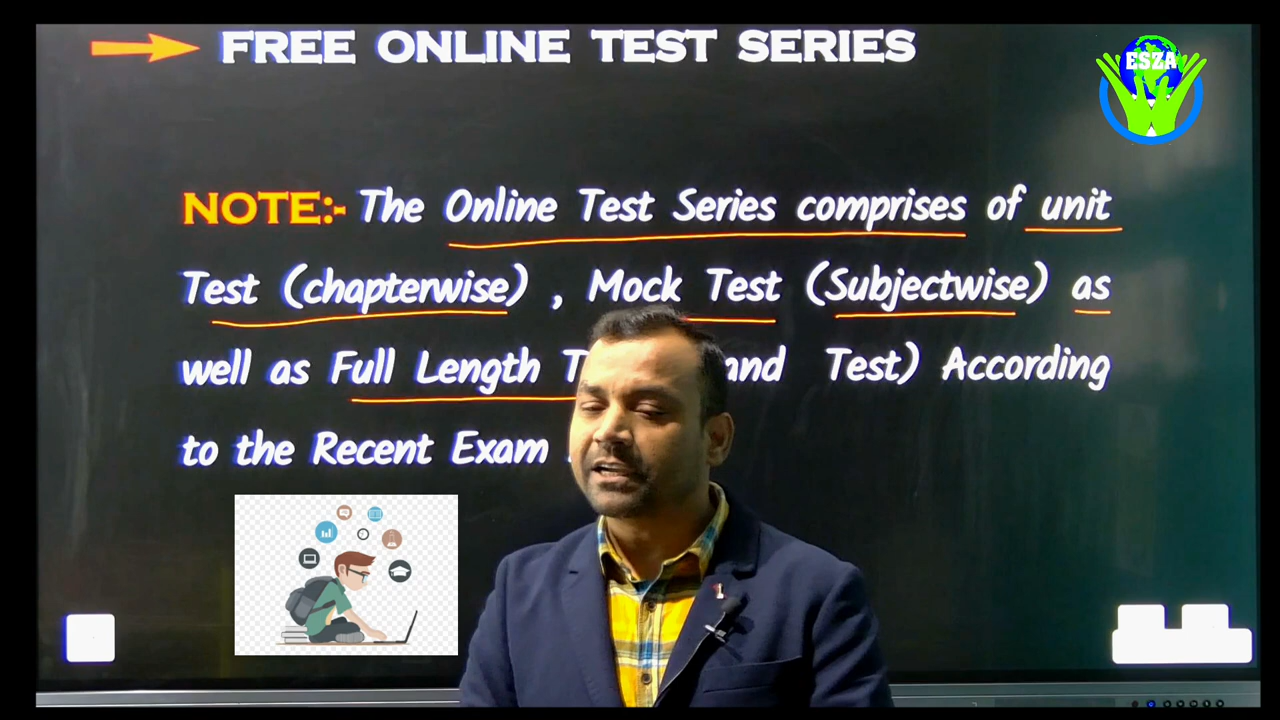 FREE ONLINE TEST SERIES
ESZA
NOTE:- The Online Test Series comprises of unit
Test (chapterwise) , Mock Test (Subjectwise) as
well as Full Length and Test) According
to the Recent Exam